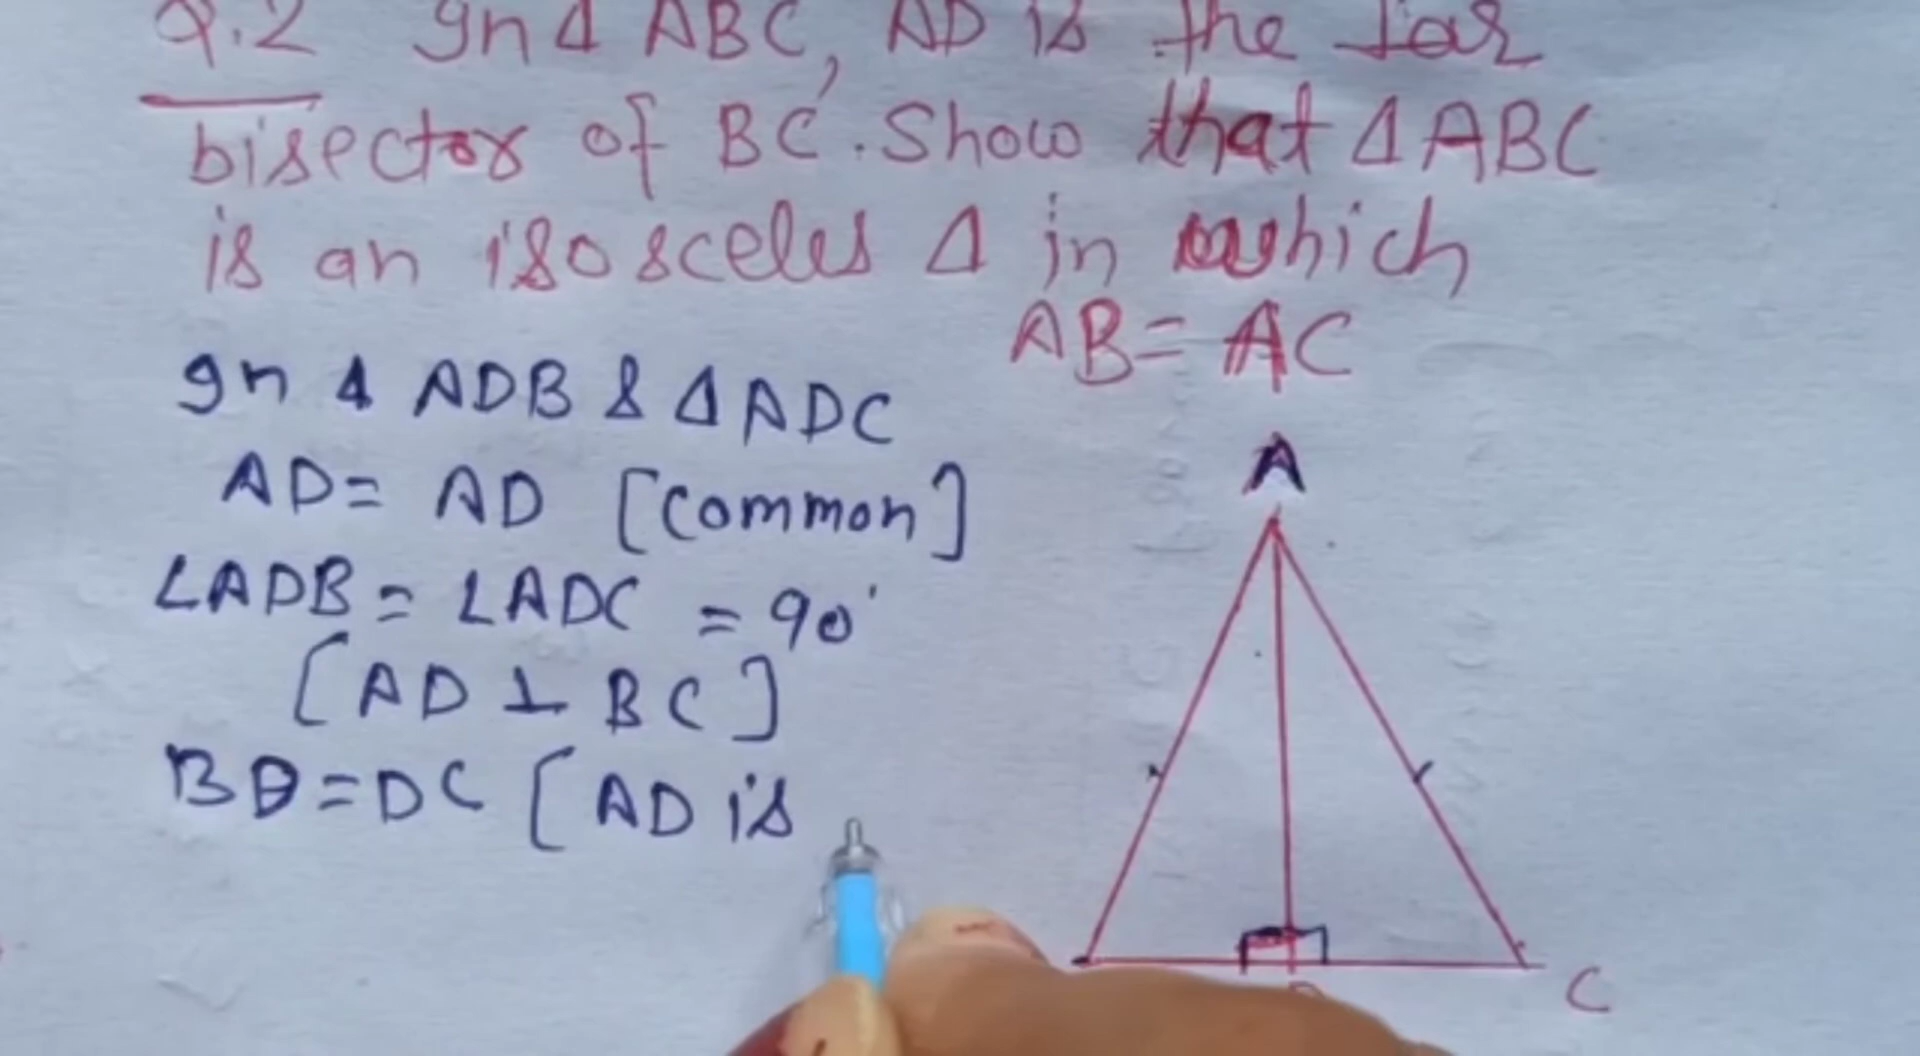 Q.2 In Δ ABC, AD is the ⊥ar
bisector of BC. Show that Δ ABC
is an isosceles Δ in which
AB = AC
In Δ ADB & Δ ADC
AD = AD [common]
∠ADB = ∠ADC = 90°
[AD ⊥ BC]
BD = DC [AD is
A
D
C